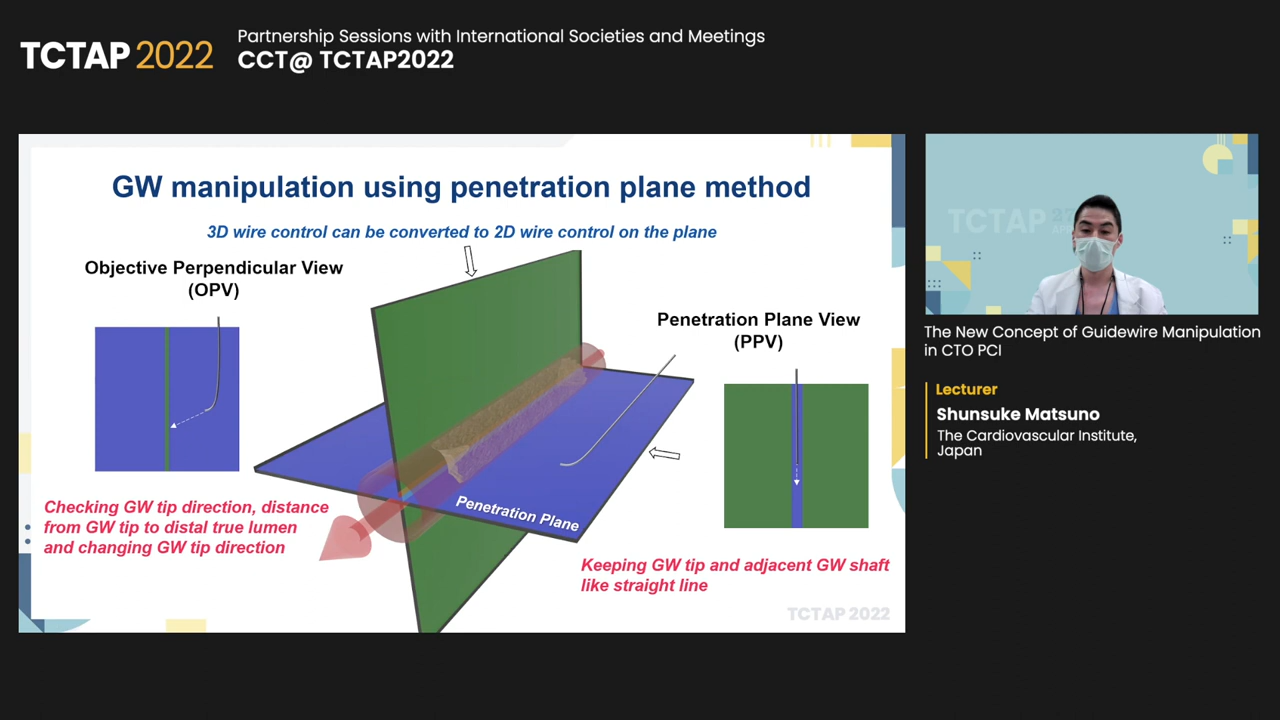 TCTAP 2022
Partnership Sessions with International Societies and Meetings
CCT@ TCTAP2022
GW manipulation using penetration plane method
3D wire control can be converted to 2D wire control on the plane
Objective Perpendicular View
(OPV)
Penetration Plane View
(PPV)
Penetration Plane
Checking GW tip direction, distance
from GW tip to distal true lumen
and changing GW tip direction
Keeping GW tip and adjacent GW shaft
like straight line
TCTAP 2022
TCTAP
The New Concept of Guidewire Manipulation
in CTO PCI
Lecturer
Shunsuke Matsuno
The Cardiovascular Institute,
Japan